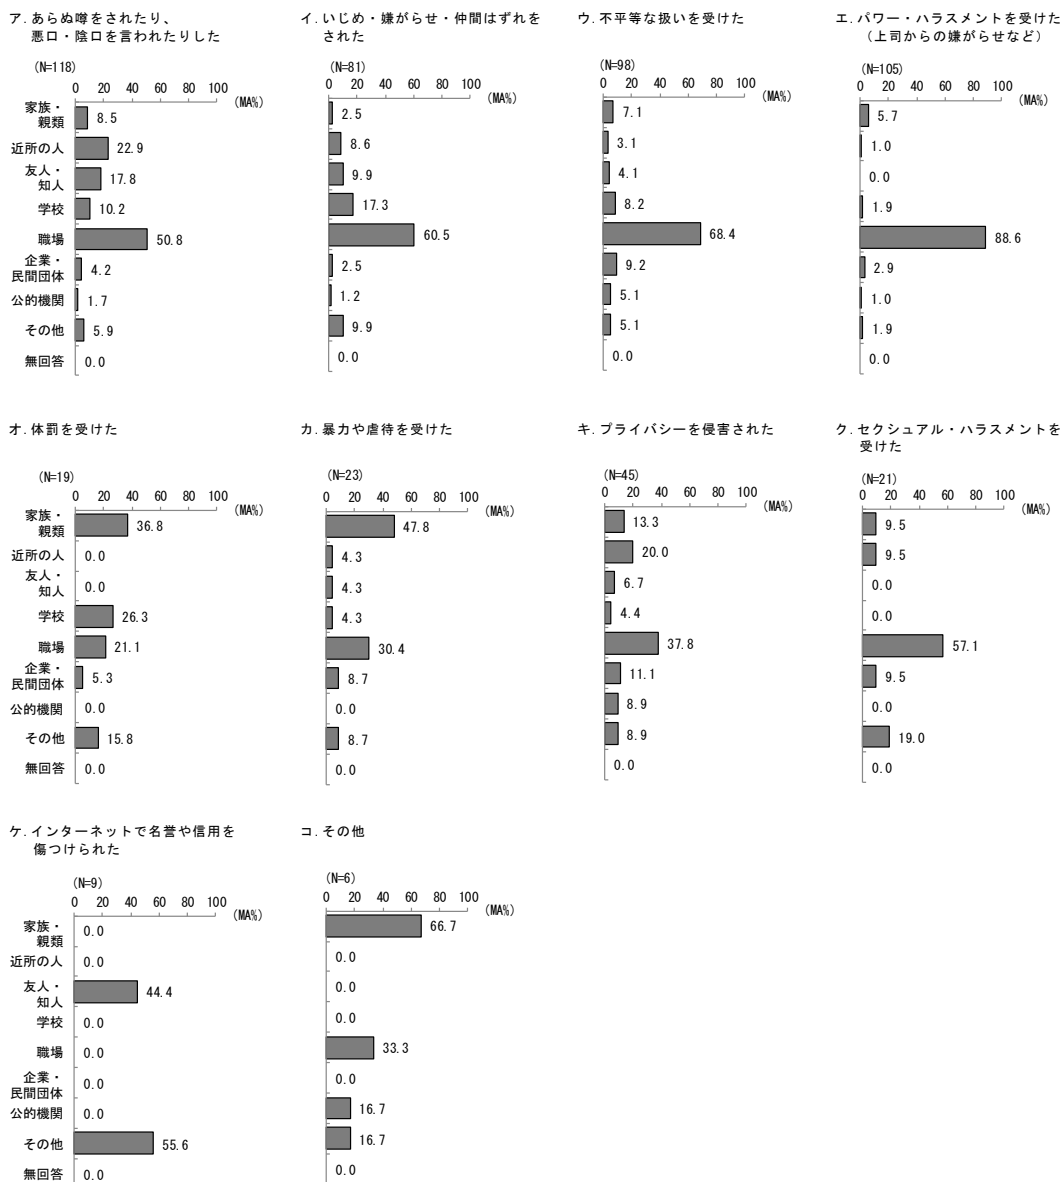 ア．あらぬ噂をされたり、
悪口・陰口を言われたりした
(N=118)
0 20 40 60 80 100
(MA%)
家族・
親類
8.5
近所の人
22.9
友人・
知人
17.8
学校
10.2
職場
50.8
企業・
民間団体
4.2
公的機関
1.7
その他
5.9
無回答
0.0
イ．いじめ・嫌がらせ・仲間はずれを
された
(N=81)
0 20 40 60 80 100
(MA%)
2.5
8.6
9.9
17.3
60.5
2.5
1.2
9.9
0.0
ウ．不平等な扱いを受けた
(N=98)
0 20 40 60 80 100
(MA%)
7.1
3.1
4.1
8.2
68.4
9.2
5.1
5.1
0.0
エ．パワー・ハラスメントを受けた
（上司からの嫌がらせなど）
(N=105)
0 20 40 60 80 100
(MA%)
5.7
1.0
0.0
1.9
88.6
2.9
1.0
1.9
0.0
オ．体罰を受けた
(N=19)
0 20 40 60 80 100
(MA%)
家族・
親類
36.8
近所の人
0.0
友人・
知人
0.0
学校
26.3
職場
21.1
企業・
民間団体
5.3
公的機関
0.0
その他
15.8
無回答
0.0
カ．暴力や虐待を受けた
(N=23)
0 20 40 60 80 100
(MA%)
47.8
4.3
4.3
4.3
30.4
8.7
0.0
8.7
0.0
キ．プライバシーを侵害された
(N=45)
0 20 40 60 80 100
(MA%)
13.3
20.0
6.7
4.4
37.8
11.1
8.9
8.9
0.0
ク．セクシュアル・ハラスメントを
受けた
(N=21)
0 20 40 60 80 100
(MA%)
9.5
9.5
0.0
0.0
57.1
9.5
0.0
19.0
0.0
ケ．インターネットで名誉や信用を
傷つけられた
(N=9)
0 20 40 60 80 100
(MA%)
家族・
親類
0.0
近所の人
0.0
友人・
知人
44.4
学校
0.0
職場
0.0
企業・
民間団体
0.0
公的機関
0.0
その他
55.6
無回答
0.0
コ．その他
(N=6)
0 20 40 60 80 100
(MA%)
66.7
0.0
0.0
0.0
33.3
0.0
16.7
16.7
0.0